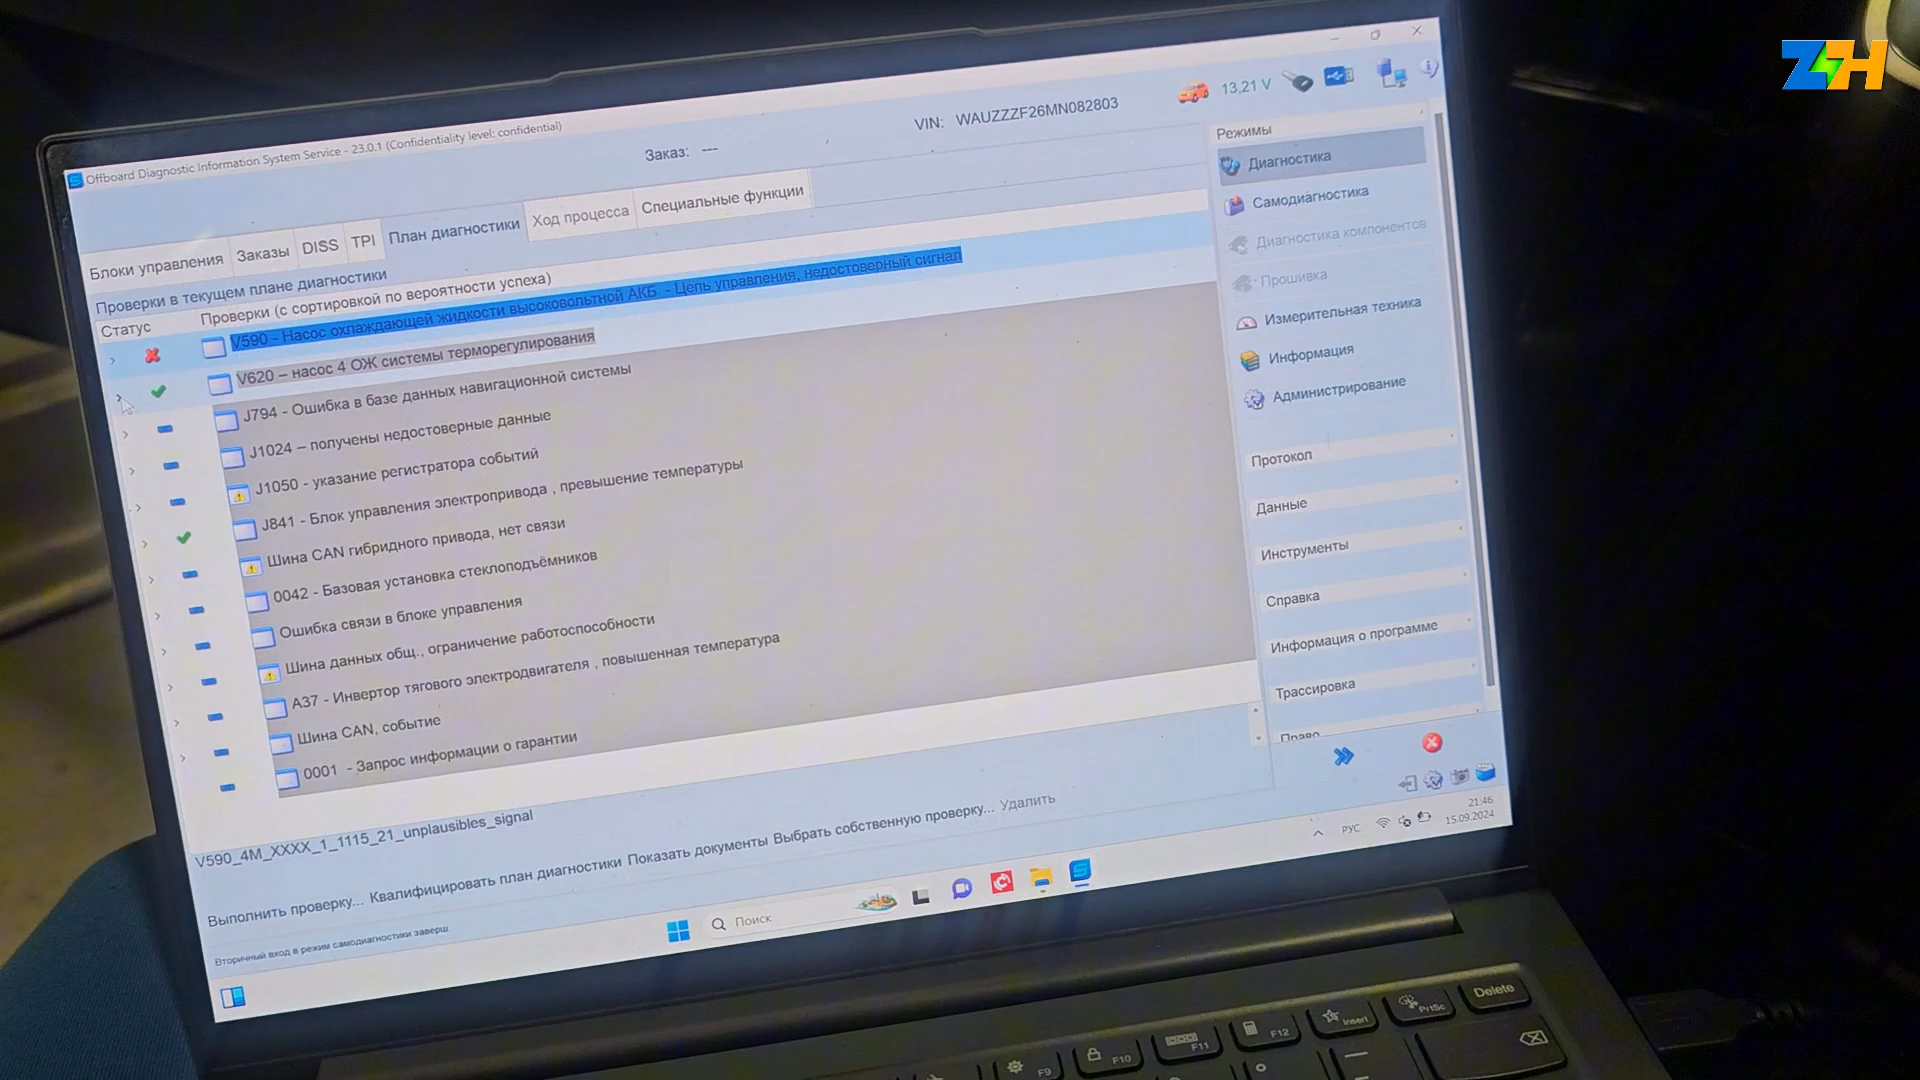 ZH
Offboard Diagnostic Information System Service - 23.0.1 (Confidentiality level: confidential)
Заказ: ---
VIN: WAUZZZF26MN082803
13,21 V
Блоки управления
Заказы
DISS
TPI
План диагностики
Ход процесса
Специальные функции
Проверки в текущем плане диагностики
Статус
Проверки (с сортировкой по вероятности успеха)
V590 - Насос охлаждающей жидкости высоковольтной АКБ - Цепь управления, недостоверный сигнал
V620 – насос 4 ОЖ системы терморегулирования
J794 - Ошибка в базе данных навигационной системы
J1024 – получены недостоверные данные
J1050 - указание регистратора событий
J841 - Блок управления электропривода , превышение температуры
Шина CAN гибридного привода, нет связи
0042 - Базовая установка стеклоподъёмников
Ошибка связи в блоке управления
Шина данных общ., ограничение работоспособности
A37 - Инвертор тягового электродвигателя , повышенная температура
Шина CAN, событие
0001 - Запрос информации о гарантии
V590_4M_XXXX_1_1115_21_unplausibles_signal
Выполнить проверку... Квалифицировать план диагностики Показать документы Выбрать собственную проверку... Удалить
Вторичный вход в режим самодиагностики заверш.
Режимы
Диагностика
Самодиагностика
Диагностика компонентов
Прошивка
Измерительная техника
Информация
Администрирование
Протокол
Данные
Инструменты
Справка
Информация о программе
Трассировка
Право
Поиск
РУС
21:46
15.09.2024
F9
F10
F11
F12
Insert
PrtSc
Delete